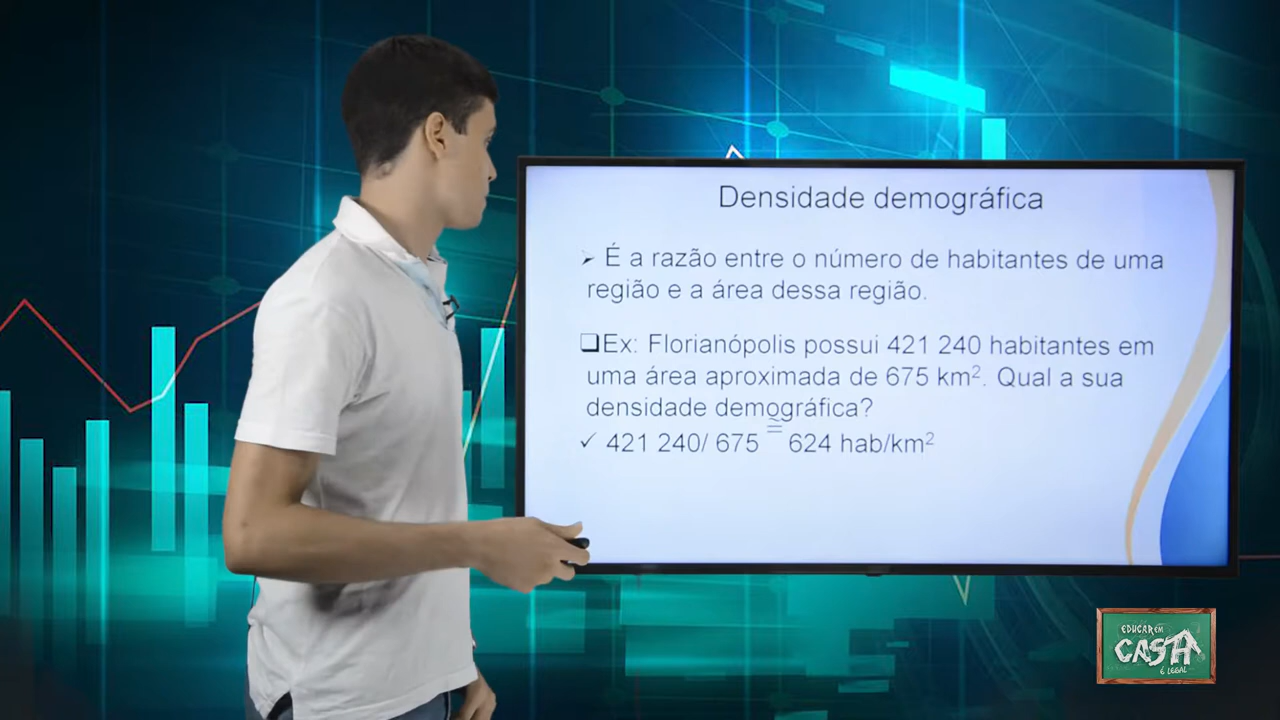 Densidade demográfica
➢ É a razão entre o número de habitantes de uma
região e a área dessa região.
❑Ex: Florianópolis possui 421 240 habitantes em
uma área aproximada de 675 km². Qual a sua
densidade demográfica?
✓ 421 240/ 675 ≅ 624 hab/km²
EDUCAR EM
CASA
É LEGAL